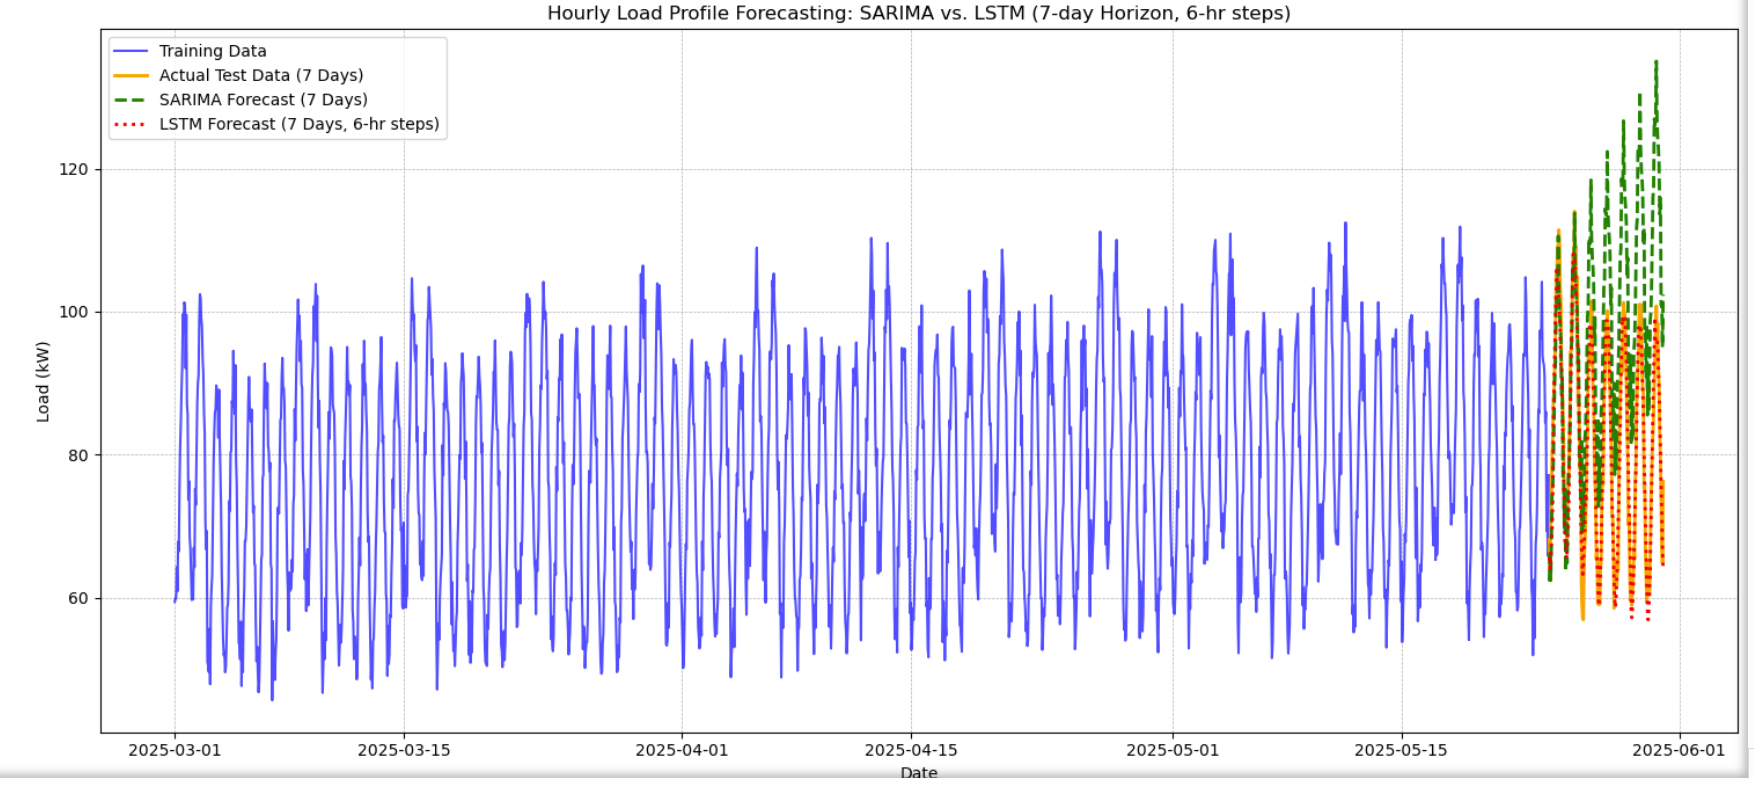 Hourly Load Profile Forecasting: SARIMA vs. LSTM (7-day Horizon, 6-hr steps)
Training Data
Actual Test Data (7 Days)
SARIMA Forecast (7 Days)
LSTM Forecast (7 Days, 6-hr steps)
120
100
80
60
Load (kW)
2025-03-01 2025-03-15 2025-04-01 2025-04-15 2025-05-01 2025-05-15 2025-06-01
Date